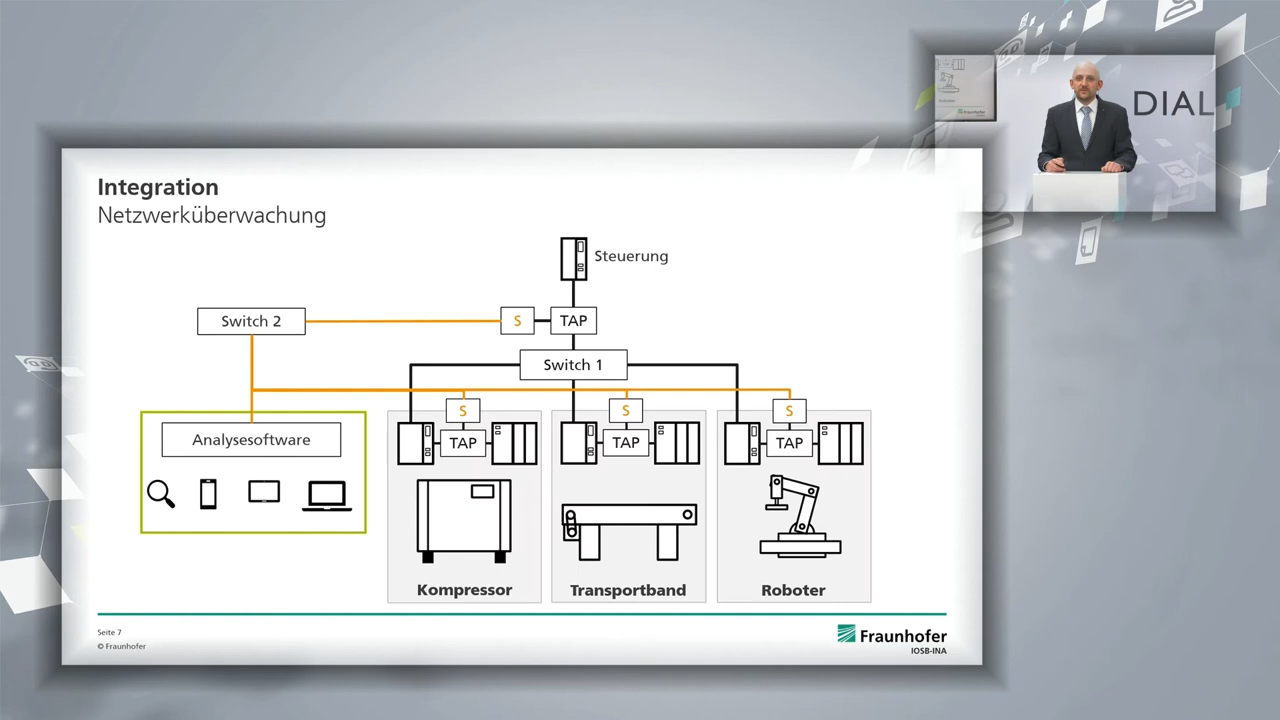 DIAL
Integration
Netzwerküberwachung
Steuerung
Switch 2
S
TAP
Switch 1
S
S
S
Analysesoftware
TAP
TAP
TAP
Kompressor
Transportband
Roboter
Seite 7
© Fraunhofer
Fraunhofer
IOSB-INA